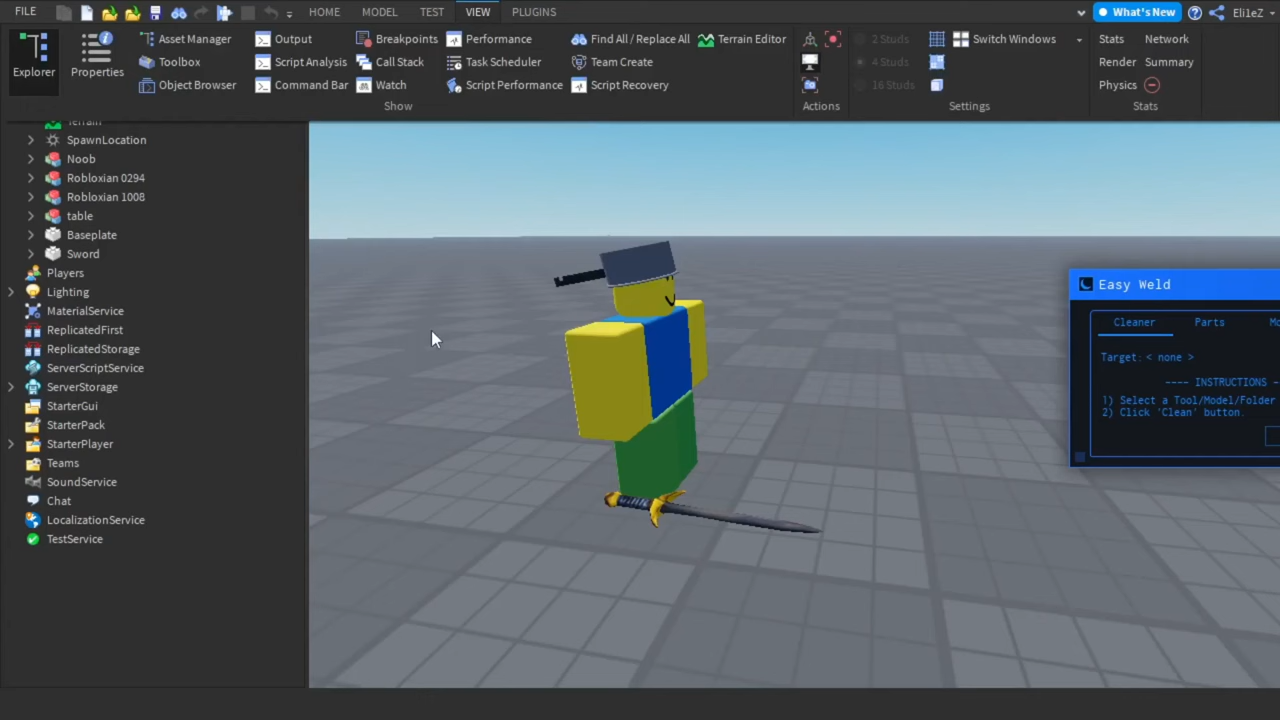 FILE HOME MODEL TEST VIEW PLUGINS What's New Eli1eZ
Explorer
Properties
Asset Manager
Toolbox
Object Browser
Output
Script Analysis
Command Bar
Breakpoints
Call Stack
Watch
Performance
Task Scheduler
Script Performance
Find All / Replace All
Team Create
Script Recovery
Terrain Editor
Show
Actions
2 Studs
4 Studs
16 Studs
Switch Windows
Settings
Stats Network
Render Summary
Physics
Stats
Terrain
SpawnLocation
Noob
Robloxian 0294
Robloxian 1008
table
Baseplate
Sword
Players
Lighting
MaterialService
ReplicatedFirst
ReplicatedStorage
ServerScriptService
ServerStorage
StarterGui
StarterPack
StarterPlayer
Teams
SoundService
Chat
LocalizationService
TestService
Easy Weld
Cleaner Parts Mo
Target: < none >
---- INSTRUCTIONS -
1) Select a Tool/Model/Folder
2) Click 'Clean' button.